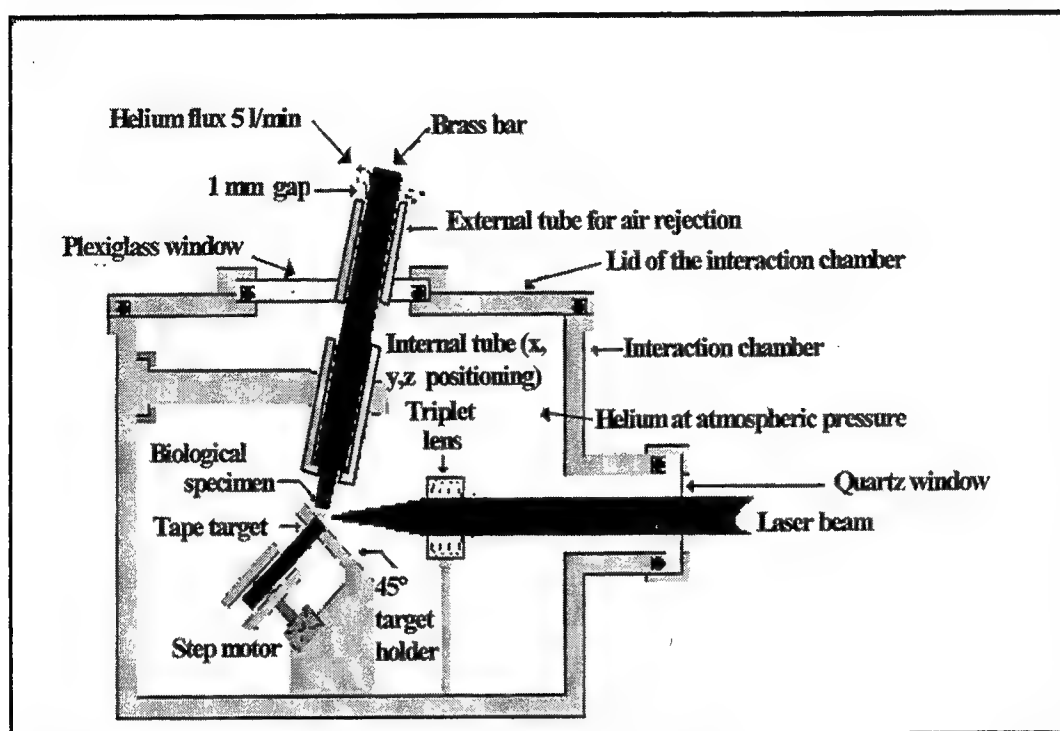 Helium flux 5 l/min
Brass bar
1 mm gap
External tube for air rejection
Plexiglass window
Lid of the interaction chamber
Internal tube (x,
y,z positioning)
Interaction chamber
Triplet
lens
Helium at atmospheric pressure
Biological
specimen
Quartz window
Tape target
Laser beam
45°
target
holder
Step motor